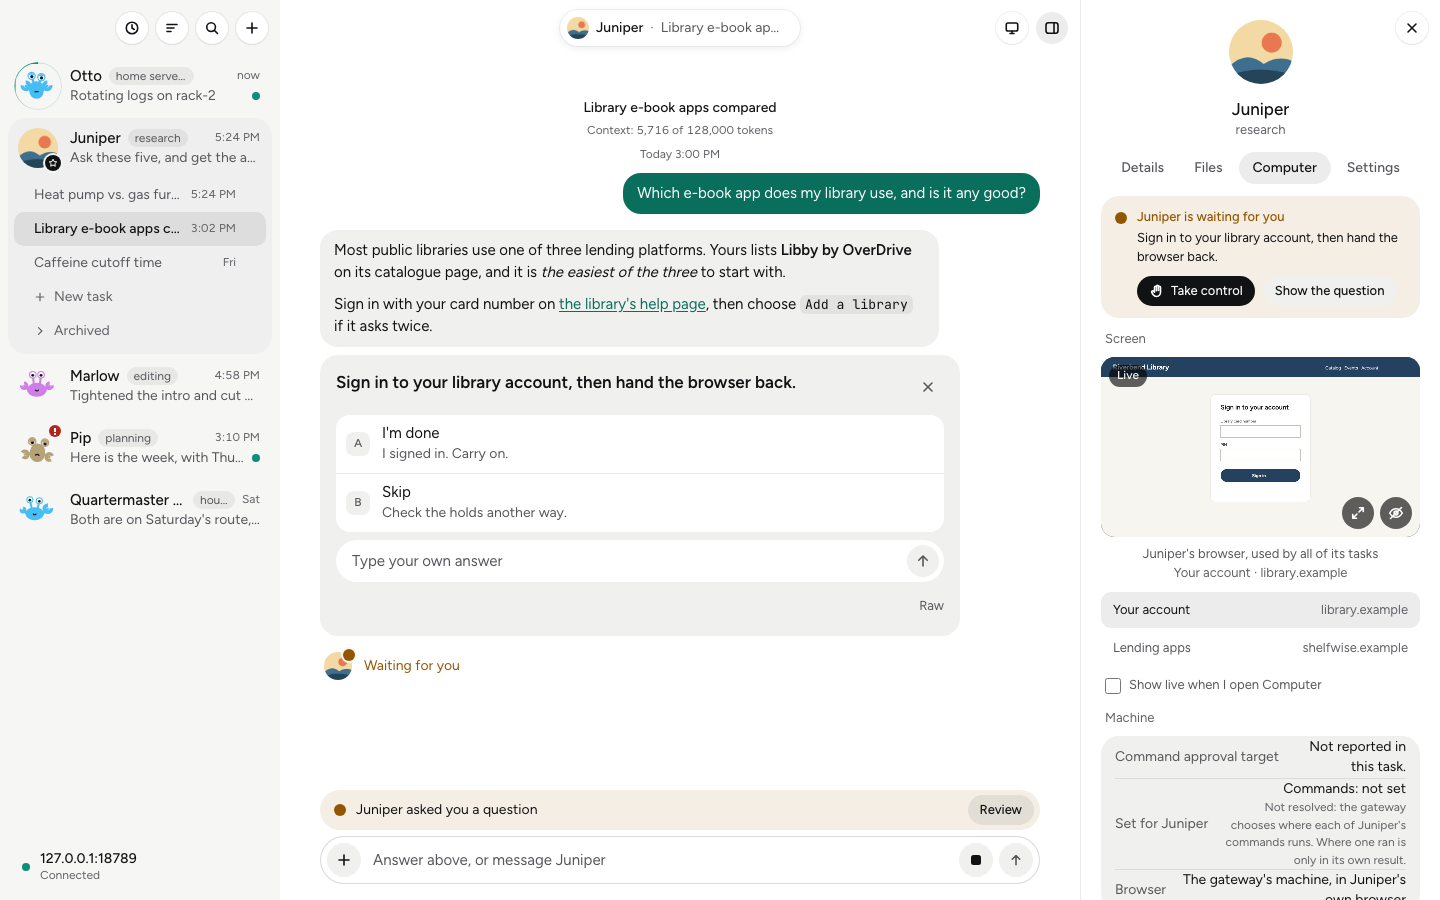 Otto home serve... now
Rotating logs on rack-2
Juniper research 5:24 PM
Ask these five, and get the a...
Heat pump vs. gas fur... 5:24 PM
Library e-book apps c... 3:02 PM
Caffeine cutoff time Fri
New task
Archived
Marlow editing 4:58 PM
Tightened the intro and cut ...
Pip planning 3:10 PM
Here is the week, with Thu...
Quartermaster ... hou... Sat
Both are on Saturday's route,...
127.0.0.1:18789
Connected
Juniper · Library e-book ap...
Library e-book apps compared
Context: 5,716 of 128,000 tokens
Today 3:00 PM
Which e-book app does my library use, and is it any good?
Most public libraries use one of three lending platforms. Yours lists Libby by OverDrive
on its catalogue page, and it is the easiest of the three to start with.
Sign in with your card number on the library's help page, then choose Add a library
if it asks twice.
Sign in to your library account, then hand the browser back.
A I'm done
I signed in. Carry on.
B Skip
Check the holds another way.
Type your own answer
Raw
Waiting for you
Juniper asked you a question Review
Answer above, or message Juniper
Juniper
research
Details Files Computer Settings
Juniper is waiting for you
Sign in to your library account, then hand the
browser back.
Take control Show the question
Screen
Library Catalog Events Account
Live
Sign in to your account
Library card number
PIN
Sign in
Juniper's browser, used by all of its tasks
Your account · library.example
Your account library.example
Lending apps shelfwise.example
Show live when I open Computer
Machine
Command approval target Not reported in
this task.
Set for Juniper Commands: not set
Not resolved: the gateway
chooses where each of Juniper's
commands runs. Where one ran is
only in its own result.
Browser The gateway's machine, in Juniper's
own browser